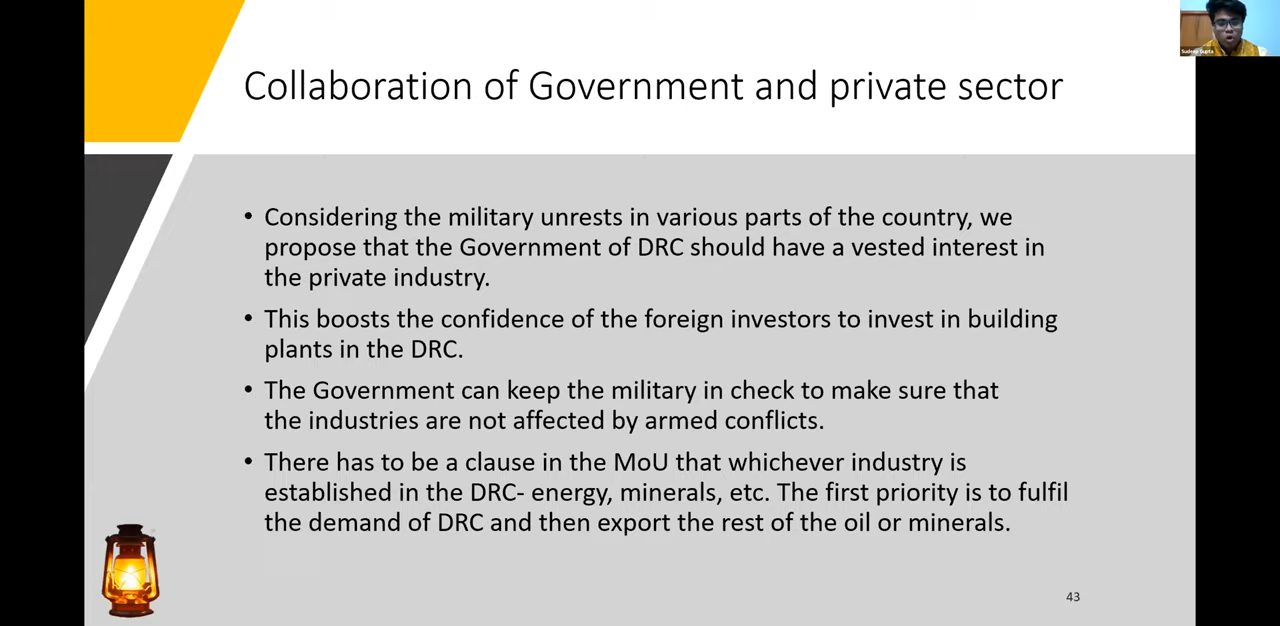 Sudeep Gupta
Collaboration of Government and private sector
• Considering the military unrests in various parts of the country, we
propose that the Government of DRC should have a vested interest in
the private industry.
• This boosts the confidence of the foreign investors to invest in building
plants in the DRC.
• The Government can keep the military in check to make sure that
the industries are not affected by armed conflicts.
• There has to be a clause in the MoU that whichever industry is
established in the DRC- energy, minerals, etc. The first priority is to fulfil
the demand of DRC and then export the rest of the oil or minerals.
43